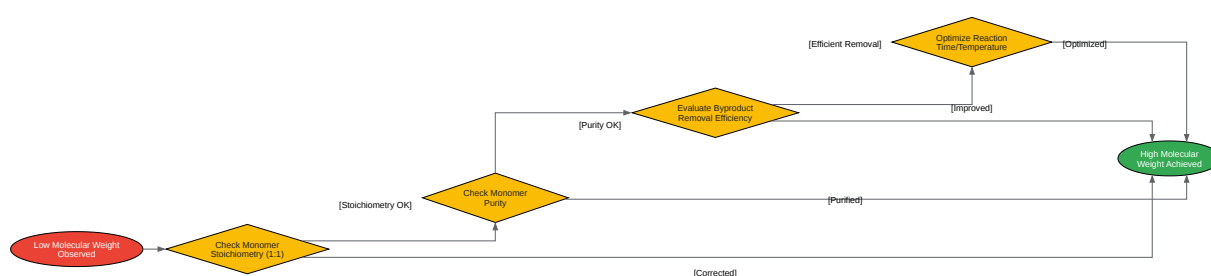 Low Molecular Weight
Observed
Check Monomer
Stoichiometry (1:1)
[Stoichiometry OK]
[Corrected]
Check Monomer
Purity
[Purity OK]
[Purified]
Evaluate Byproduct
Removal Efficiency
[Efficient Removal]
[Improved]
Optimize Reaction
Time/Temperature
[Optimized]
High Molecular
Weight Achieved